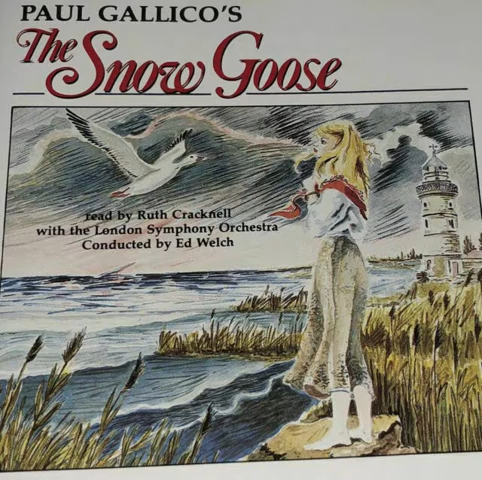 PAUL GALLICO'S
The Snow Goose
read by Ruth Cracknell
with the London Symphony Orchestra
Conducted by Ed Welch